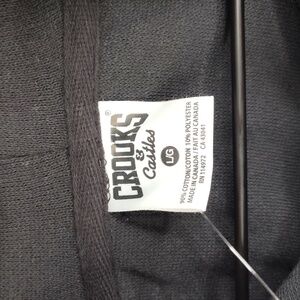 CROOKS
&
Castles
®
L/G
90% COTTON/COTON 10% POLYESTER
MADE IN CANADA / FAIT AU CANADA
RN 114972 CA 43041